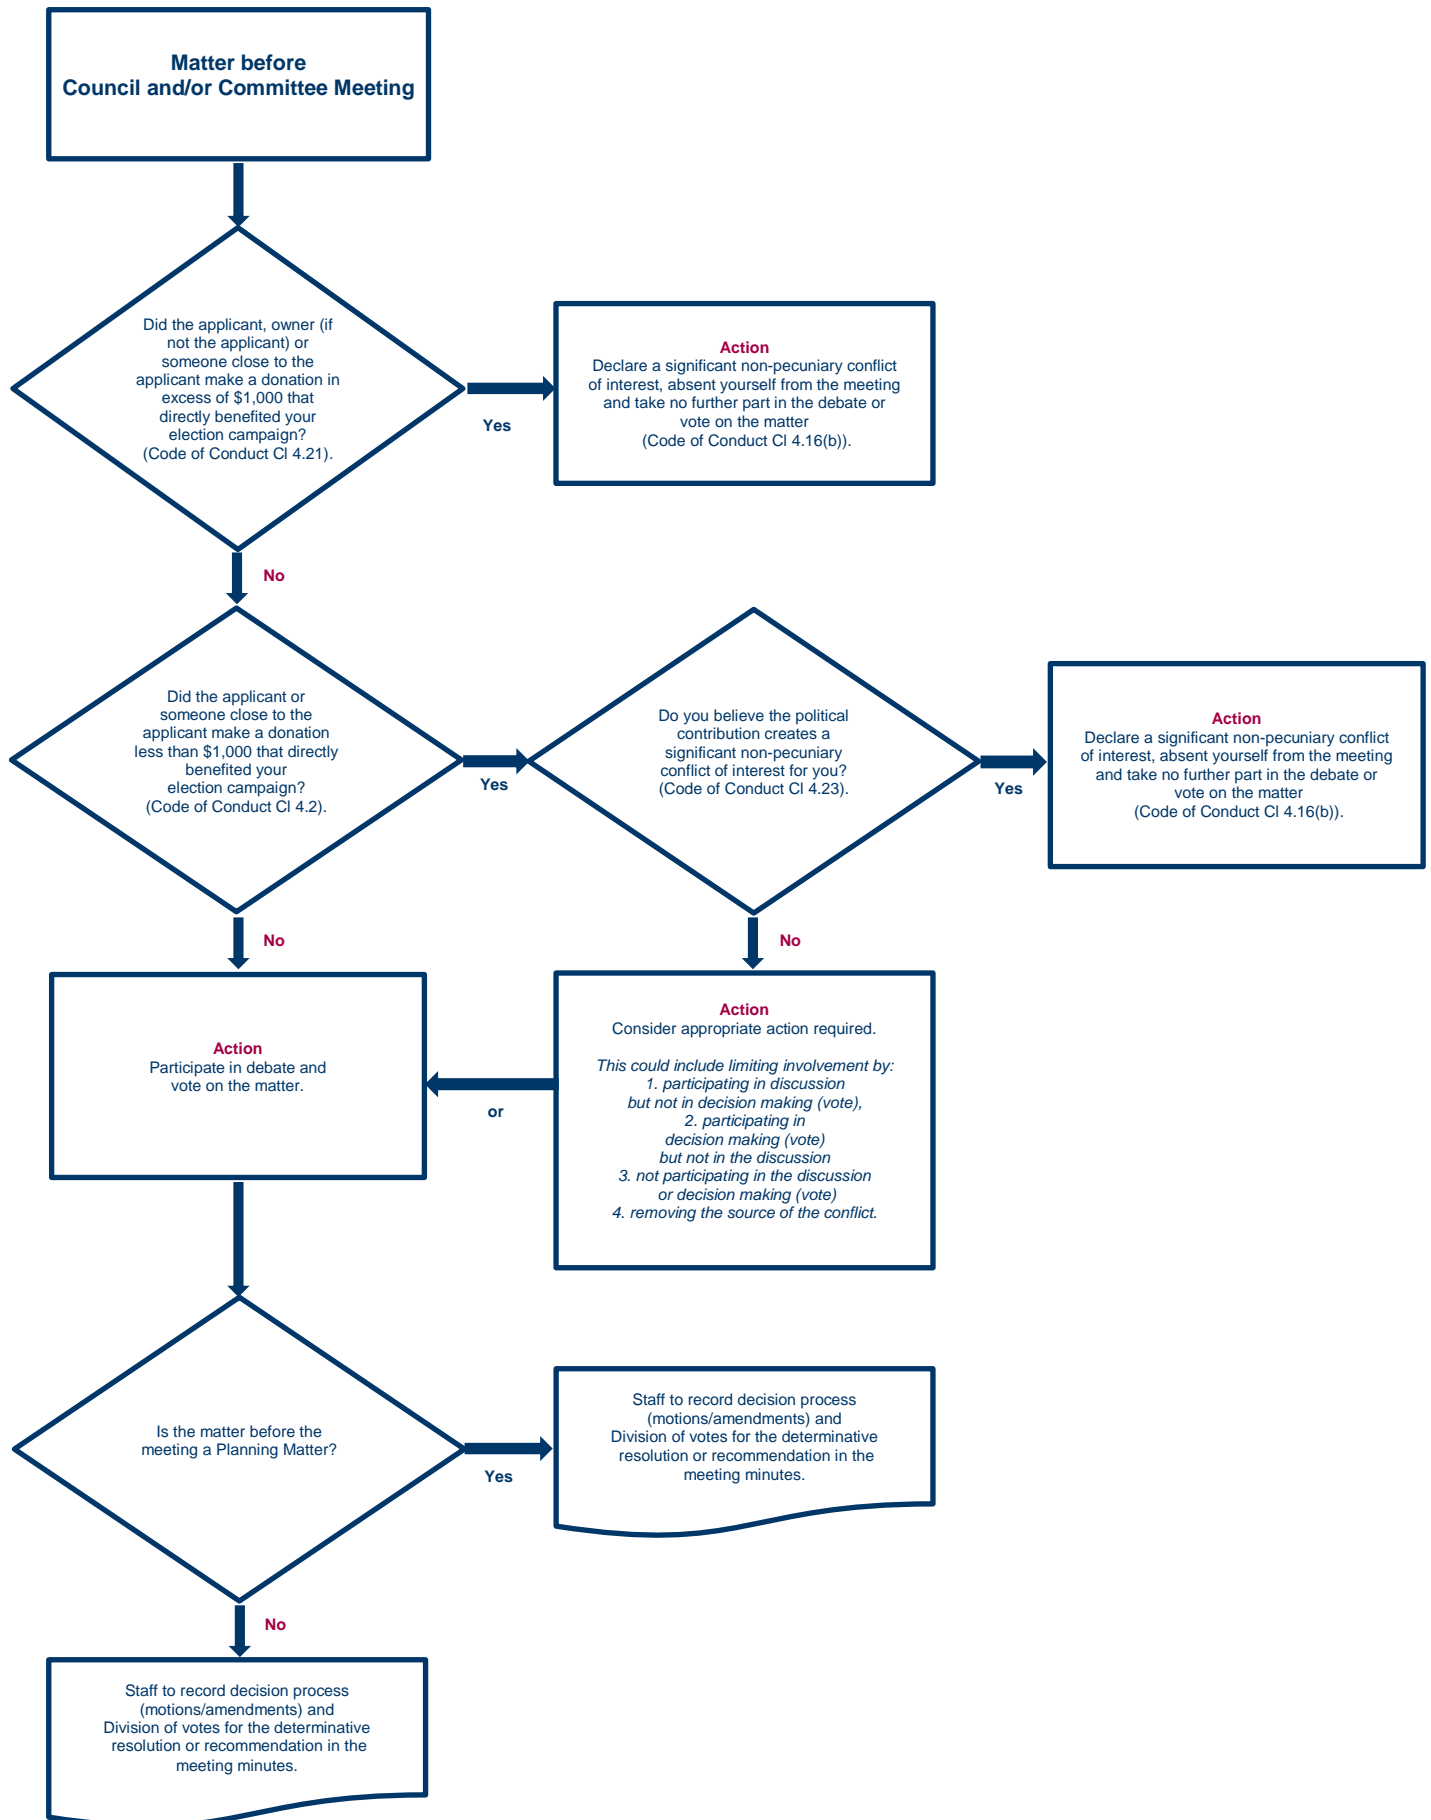 Matter before
Council and/or Committee Meeting
Did the applicant, owner (if
not the applicant) or
someone close to the
applicant make a donation in
excess of $1,000 that
directly benefited your
election campaign?
(Code of Conduct Cl 4.21).
Yes
Action
Declare a significant non-pecuniary conflict
of interest, absent yourself from the meeting
and take no further part in the debate or
vote on the matter
(Code of Conduct Cl 4.16(b)).
No
Did the applicant or
someone close to the
applicant make a donation
less than $1,000 that directly
benefited your
election campaign?
(Code of Conduct Cl 4.2).
Yes
Do you believe the political
contribution creates a
significant non-pecuniary
conflict of interest for you?
(Code of Conduct Cl 4.23).
Yes
Action
Declare a significant non-pecuniary conflict
of interest, absent yourself from the meeting
and take no further part in the debate or
vote on the matter
(Code of Conduct Cl 4.16(b)).
No
No
Action
Participate in debate and
vote on the matter.
or
Action
Consider appropriate action required.
This could include limiting involvement by:
1. participating in discussion
but not in decision making (vote),
2. participating in
decision making (vote)
but not in the discussion
3. not participating in the discussion
or decision making (vote)
4. removing the source of the conflict.
Is the matter before the
meeting a Planning Matter?
Yes
Staff to record decision process
(motions/amendments) and
Division of votes for the determinative
resolution or recommendation in the
meeting minutes.
No
Staff to record decision process
(motions/amendments) and
Division of votes for the determinative
resolution or recommendation in the
meeting minutes.